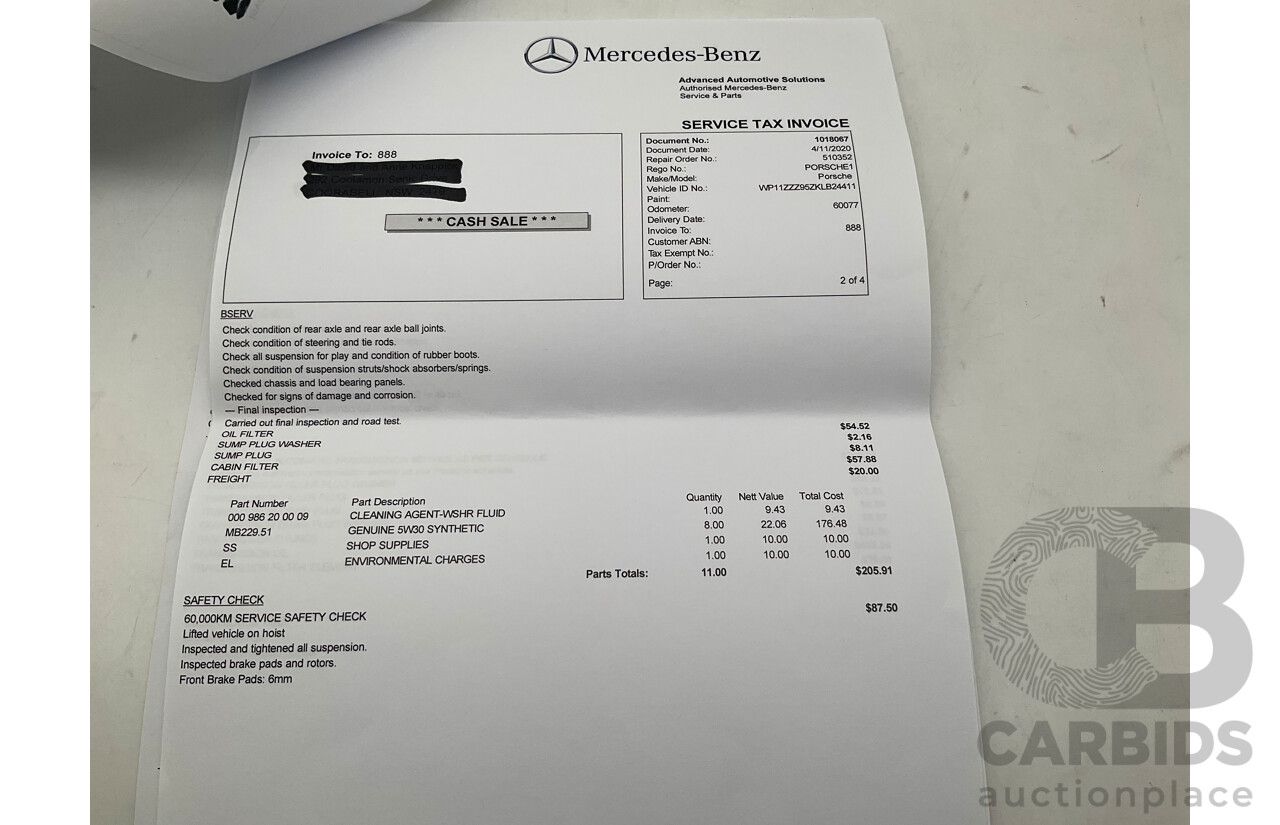 Mercedes-Benz
Advanced Automotive Solutions
Authorised Mercedes-Benz
Service & Parts
SERVICE TAX INVOICE
Invoice To: 888
*** CASH SALE ***
Document No.: 1018067
Document Date: 4/11/2020
Repair Order No.: 510352
Rego No.: PORSCHE1
Make/Model: Porsche
Vehicle ID No.: WP11ZZZ95ZKLB24411
Paint:
Odometer: 60077
Delivery Date:
Invoice To: 888
Customer ABN:
Tax Exempt No.:
P/Order No.:
Page: 2 of 4
BSERV
Check condition of rear axle and rear axle ball joints.
Check condition of steering and tie rods.
Check all suspension for play and condition of rubber boots.
Check condition of suspension struts/shock absorbers/springs.
Checked chassis and load bearing panels.
Checked for signs of damage and corrosion.
--- Final inspection ---
Carried out final inspection and road test.
OIL FILTER $54.52
SUMP PLUG WASHER $2.16
SUMP PLUG $8.11
CABIN FILTER $57.88
FREIGHT $20.00
Part Number Part Description Quantity Nett Value Total Cost
000 986 20 00 09 CLEANING AGENT-WSHR FLUID 1.00 9.43 9.43
MB229.51 GENUINE 5W30 SYNTHETIC 8.00 22.06 176.48
SS SHOP SUPPLIES 1.00 10.00 10.00
EL ENVIRONMENTAL CHARGES 1.00 10.00 10.00
Parts Totals: 11.00 $205.91
SAFETY CHECK
60,000KM SERVICE SAFETY CHECK $87.50
Lifted vehicle on hoist
Inspected and tightened all suspension.
Inspected brake pads and rotors.
Front Brake Pads: 6mm
CB
CARBIDS
auctionplace